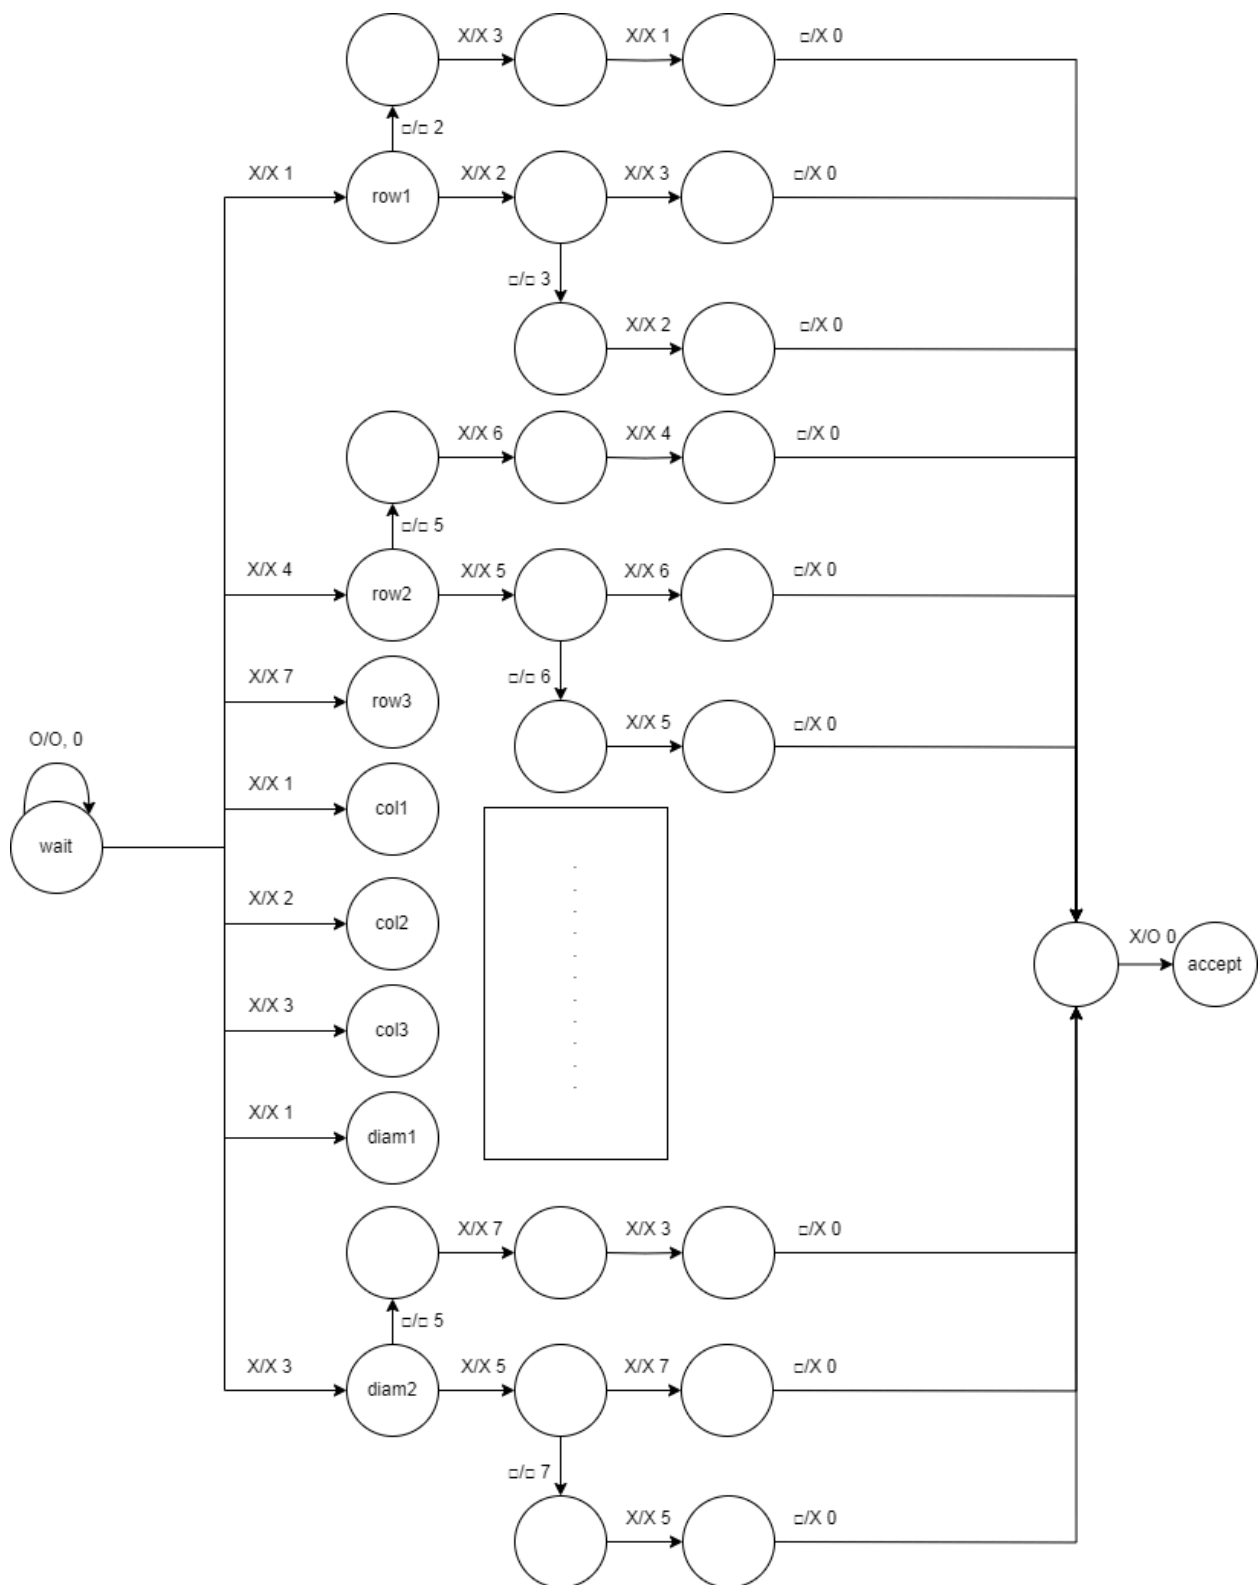 X/X 3
X/X 1
□/X 0
□/□ 2
X/X 1
row1
X/X 2
X/X 3
□/X 0
□/□ 3
X/X 2
□/X 0
X/X 6
X/X 4
□/X 0
□/□ 5
X/X 4
row2
X/X 5
X/X 6
□/X 0
X/X 7
row3
□/□ 6
X/X 5
□/X 0
O/O, 0
wait
X/X 1
col1
X/X 2
col2
X/X 3
col3
X/O 0
accept
X/X 1
diam1
X/X 7
X/X 3
□/X 0
□/□ 5
X/X 3
diam2
X/X 5
X/X 7
□/X 0
□/□ 7
X/X 5
□/X 0